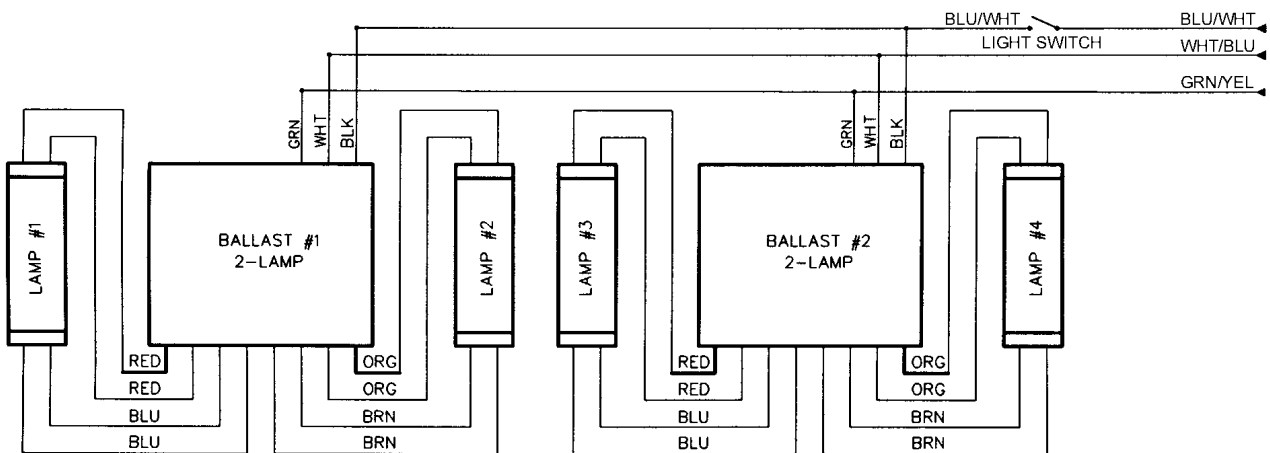 BLU/WHT BLU/WHT
LIGHT SWITCH WHT/BLU
GRN/YEL
GRN WHT BLK GRN WHT BLK
LAMP #1 BALLAST #1 LAMP #2 LAMP #3 BALLAST #2 LAMP #4
2-LAMP 2-LAMP
RED ORG RED ORG
RED ORG RED ORG
BLU BRN BLU BRN
BLU BRN BLU BRN